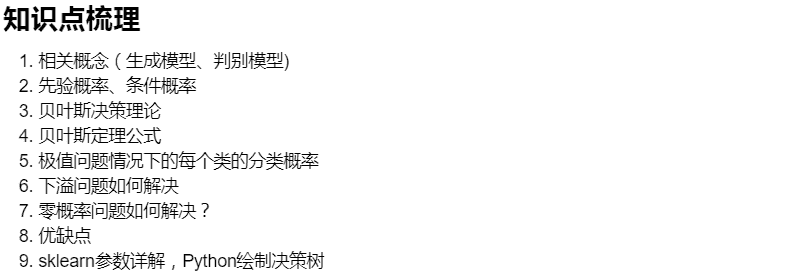 知识点梳理
1. 相关概念（生成模型、判别模型)
2. 先验概率、条件概率
3. 贝叶斯决策理论
4. 贝叶斯定理公式
5. 极值问题情况下的每个类的分类概率
6. 下溢问题如何解决
7. 零概率问题如何解决？
8. 优缺点
9. sklearn参数详解，Python绘制决策树